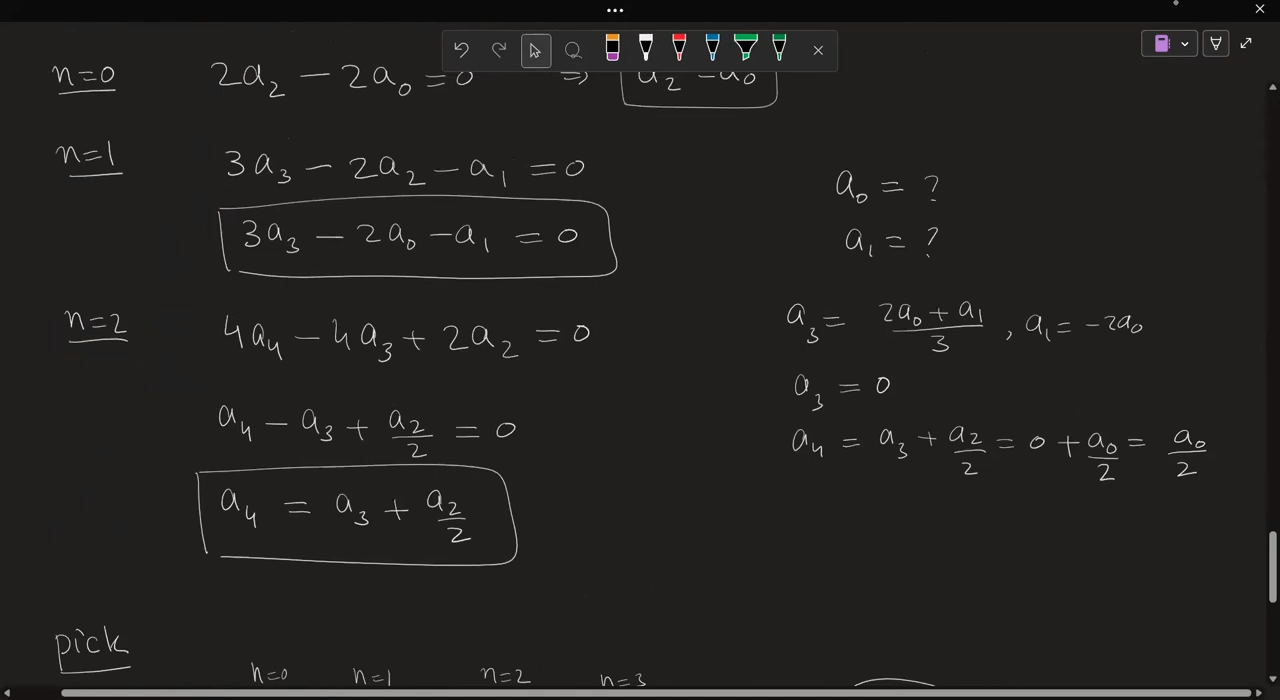 n=0 2a₂ − 2a₀ = 0 ⇒ a₂ = a₀
n=1 3a₃ − 2a₂ − a₁ = 0
3a₃ − 2a₀ − a₁ = 0
n=2 4a₄ − 4a₃ + 2a₂ = 0
a₄ − a₃ + a₂/2 = 0
a₄ = a₃ + a₂/2
a₀ = ?
a₁ = ?
a₃ = (2a₀ + a₁)/3 , a₁ = −2a₀
a₃ = 0
a₄ = a₃ + a₂/2 = 0 + a₀/2 = a₀/2
pick
n=0 n=1 n=2 n=3